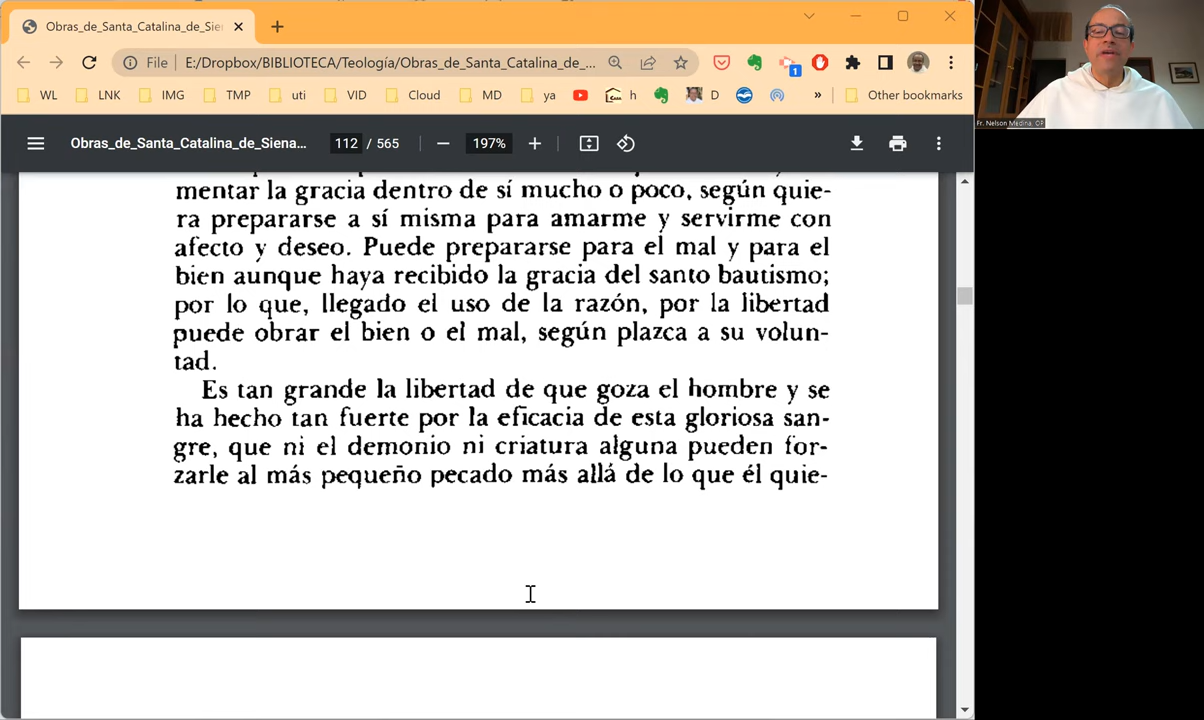 Obras_de_Santa_Catalina_de_Sie
File E:/Dropbox/BIBLIOTECA/Teología/Obras_de_Santa_Catalina_de_...
1
WL LNK IMG TMP uti VID Cloud MD ya h D » Other bookmarks
Obras_de_Santa_Catalina_de_Siena... 112 / 565 197%
mentar la gracia dentro de sí mucho o poco, según quie-
ra prepararse a sí misma para amarme y servirme con
afecto y deseo. Puede prepararse para el mal y para el
bien aunque haya recibido la gracia del santo bautismo;
por lo que, llegado el uso de la razón, por la libertad
puede obrar el bien o el mal, según plazca a su volun-
tad.
Es tan grande la libertad de que goza el hombre y se
ha hecho tan fuerte por la eficacia de esta gloriosa san-
gre, que ni el demonio ni criatura alguna pueden for-
zarle al más pequeño pecado más allá de lo que él quie-
Fr. Nelson Medina, OP